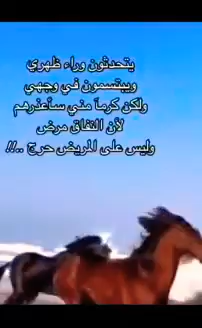 يتحدثون وراء ظهري
ويبتسمون في وجهي
ولكن كرماً مني سأعذرهم
لأن النفاق مرض
وليس على المريض حرج ..!!